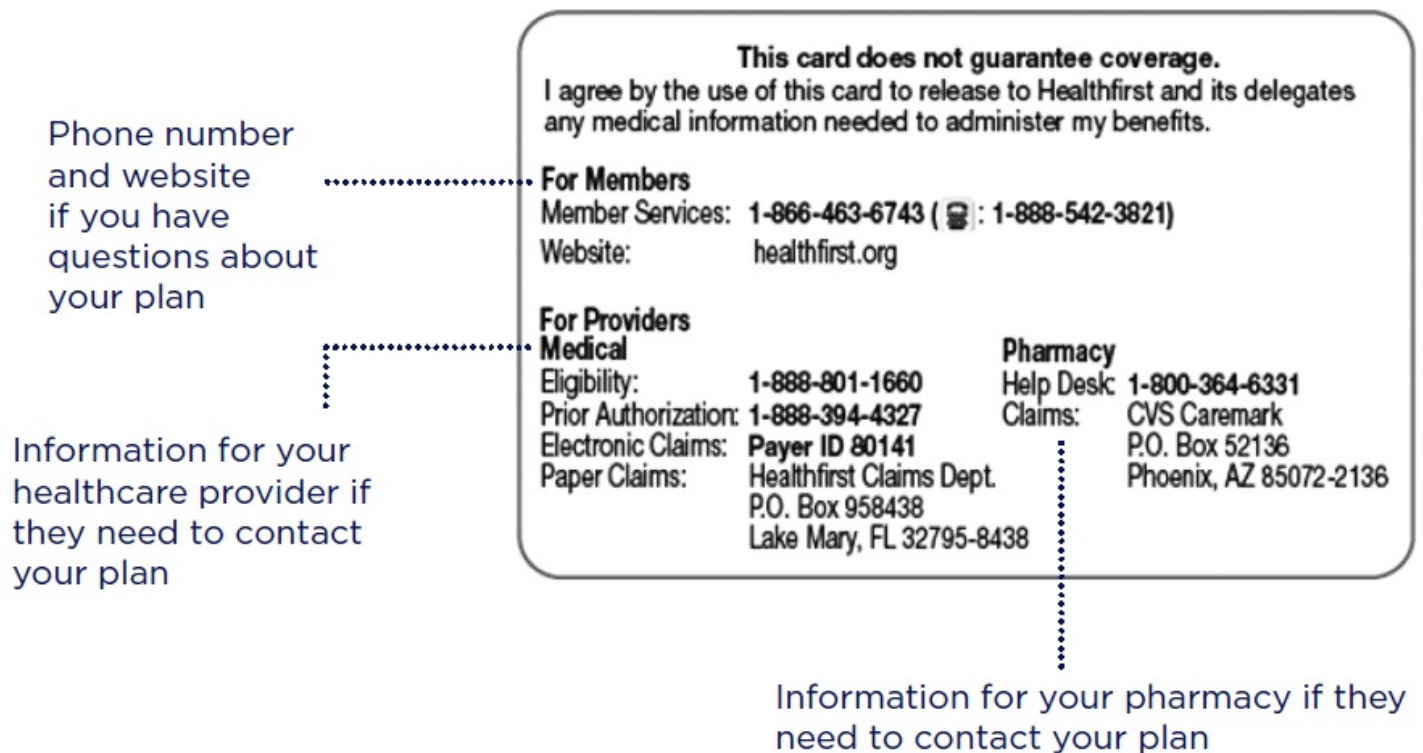 This card does not guarantee coverage.
I agree by the use of this card to release to Healthfirst and its delegates
any medical information needed to administer my benefits.
Phone number
and website
if you have
questions about
your plan
For Members
Member Services: 1-866-463-6743 ( : 1-888-542-3821)
Website: healthfirst.org
Information for your
healthcare provider if
they need to contact
your plan
For Providers
Medical
Eligibility: 1-888-801-1660
Prior Authorization: 1-888-394-4327
Electronic Claims: Payer ID 80141
Paper Claims: Healthfirst Claims Dept.
P.O. Box 958438
Lake Mary, FL 32795-8438
Pharmacy
Help Desk: 1-800-364-6331
Claims: CVS Caremark
P.O. Box 52136
Phoenix, AZ 85072-2136
Information for your pharmacy if they
need to contact your plan